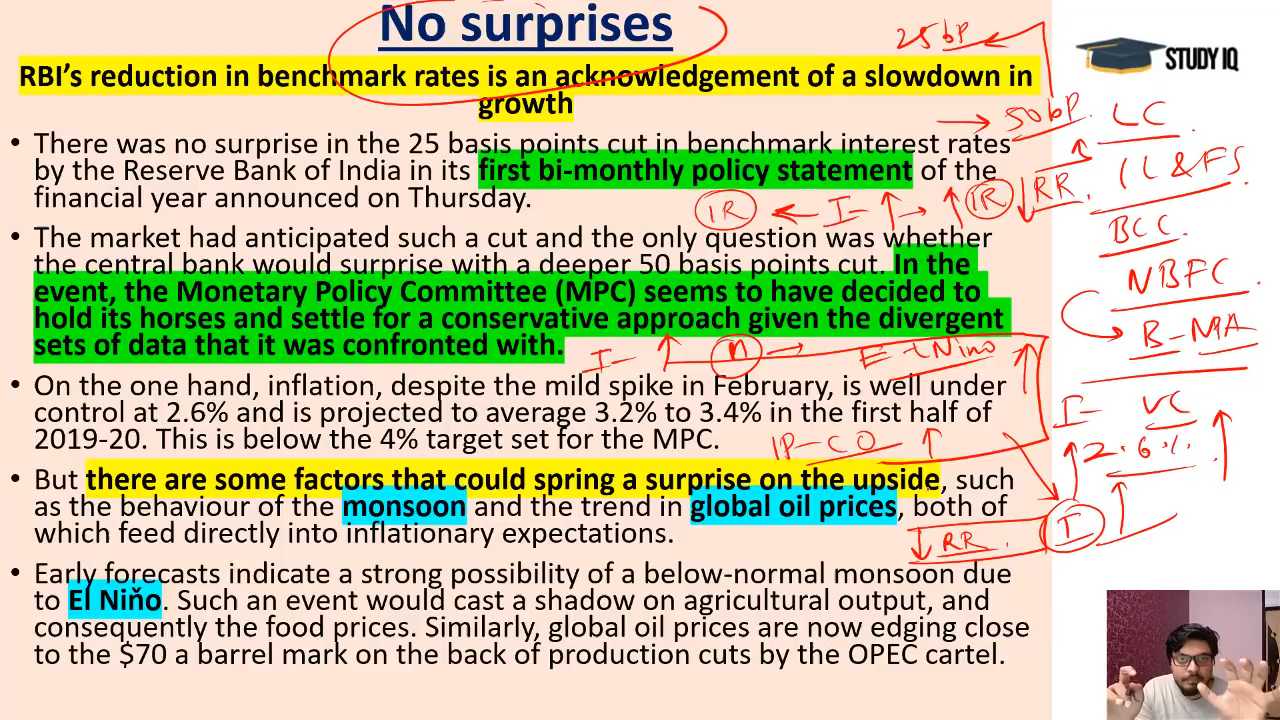 No surprises
25 bP
RBI's reduction in benchmark rates is an acknowledgement of a slowdown in
growth
STUDY IQ
50 bP
LC
There was no surprise in the 25 basis points cut in benchmark interest rates
by the Reserve Bank of India in its first bi-monthly policy statement of the
financial year announced on Thursday.
IL & FS
RR
IR
I-
IR
BCC
The market had anticipated such a cut and the only question was whether
the central bank would surprise with a deeper 50 basis points cut. In the
event, the Monetary Policy Committee (MPC) seems to have decided to
hold its horses and settle for a conservative approach given the divergent
sets of data that it was confronted with.
NBFC
B-MA
I-
El Nino
On the one hand, inflation, despite the mild spike in February, is well under
control at 2.6% and is projected to average 3.2% to 3.4% in the first half of
2019-20. This is below the 4% target set for the MPC.
I-
VC
IP-CO
2.6%
But there are some factors that could spring a surprise on the upside, such
as the behaviour of the monsoon and the trend in global oil prices, both of
which feed directly into inflationary expectations.
RR
I
Early forecasts indicate a strong possibility of a below-normal monsoon due
to El Niňo. Such an event would cast a shadow on agricultural output, and
consequently the food prices. Similarly, global oil prices are now edging close
to the $70 a barrel mark on the back of production cuts by the OPEC cartel.